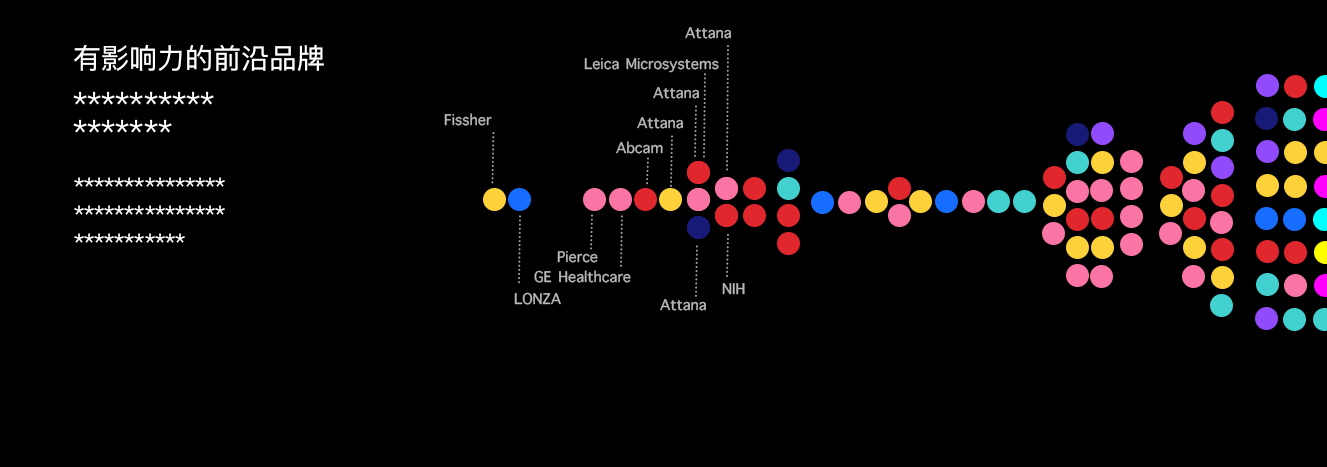 有影响力的前沿品牌
**********
*******
***************
***************
***********
Attana
Leica Microsystems
Attana
Fissher
Attana
Abcam
Pierce
GE Healthcare
LONZA
NIH
Attana